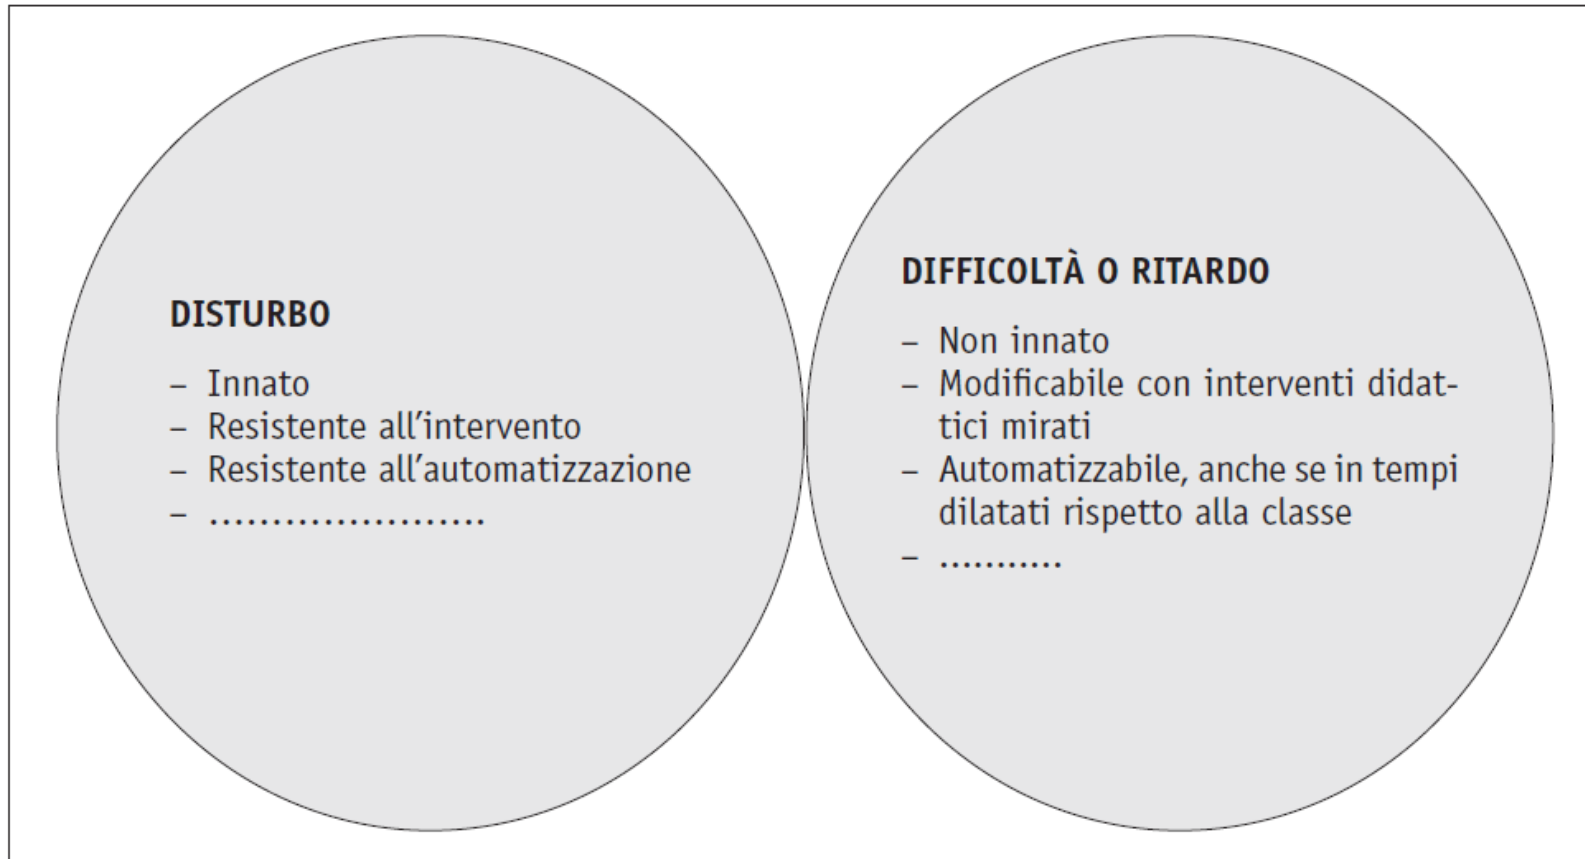 DISTURBO
– Innato
– Resistente all’intervento
– Resistente all’automatizzazione
– ......................
DIFFICOLTÀ O RITARDO
– Non innato
– Modificabile con interventi didat-
tici mirati
– Automatizzabile, anche se in tempi
dilatati rispetto alla classe
– ...........